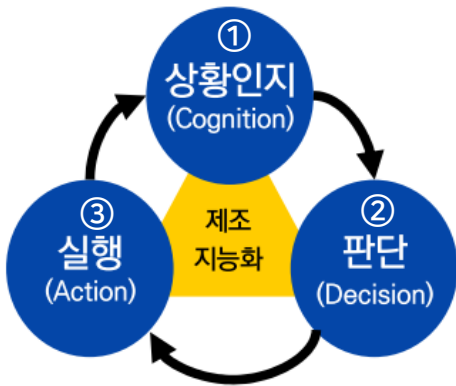 ①
상황인지
(Cognition)
②
판단
(Decision)
③
실행
(Action)
제조
지능화